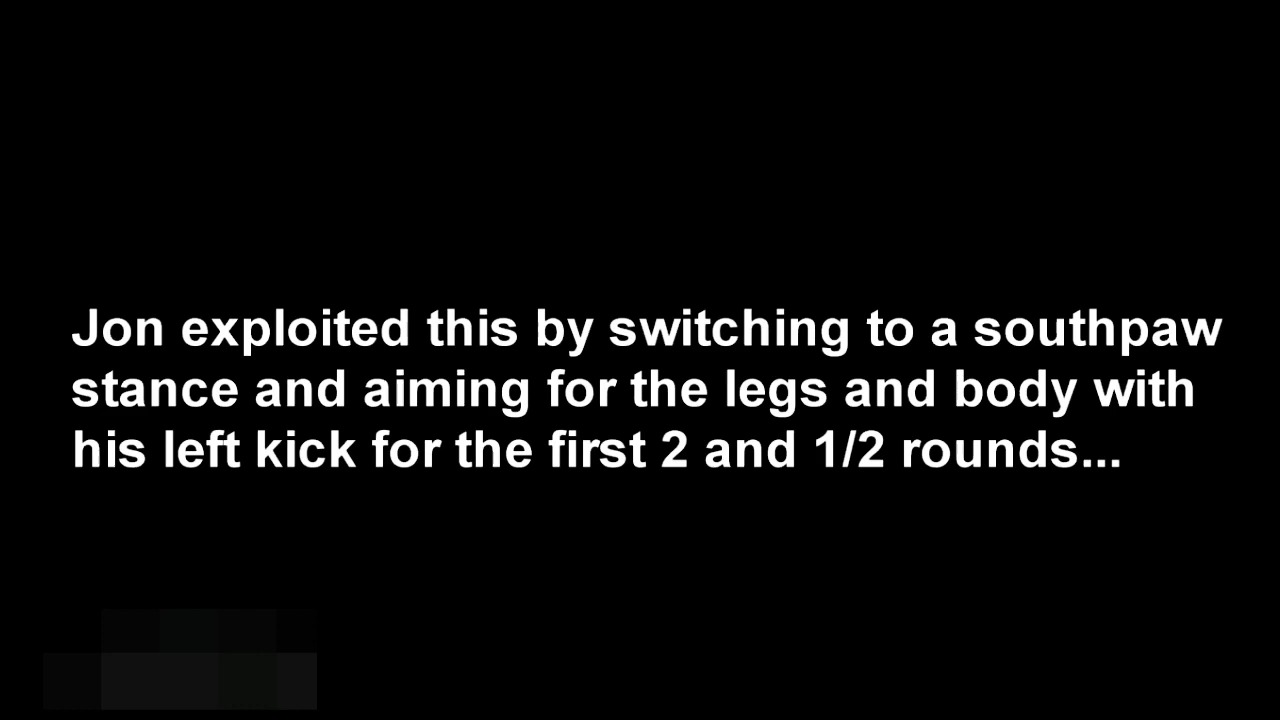 Jon exploited this by switching to a southpaw
stance and aiming for the legs and body with
his left kick for the first 2 and 1/2 rounds...